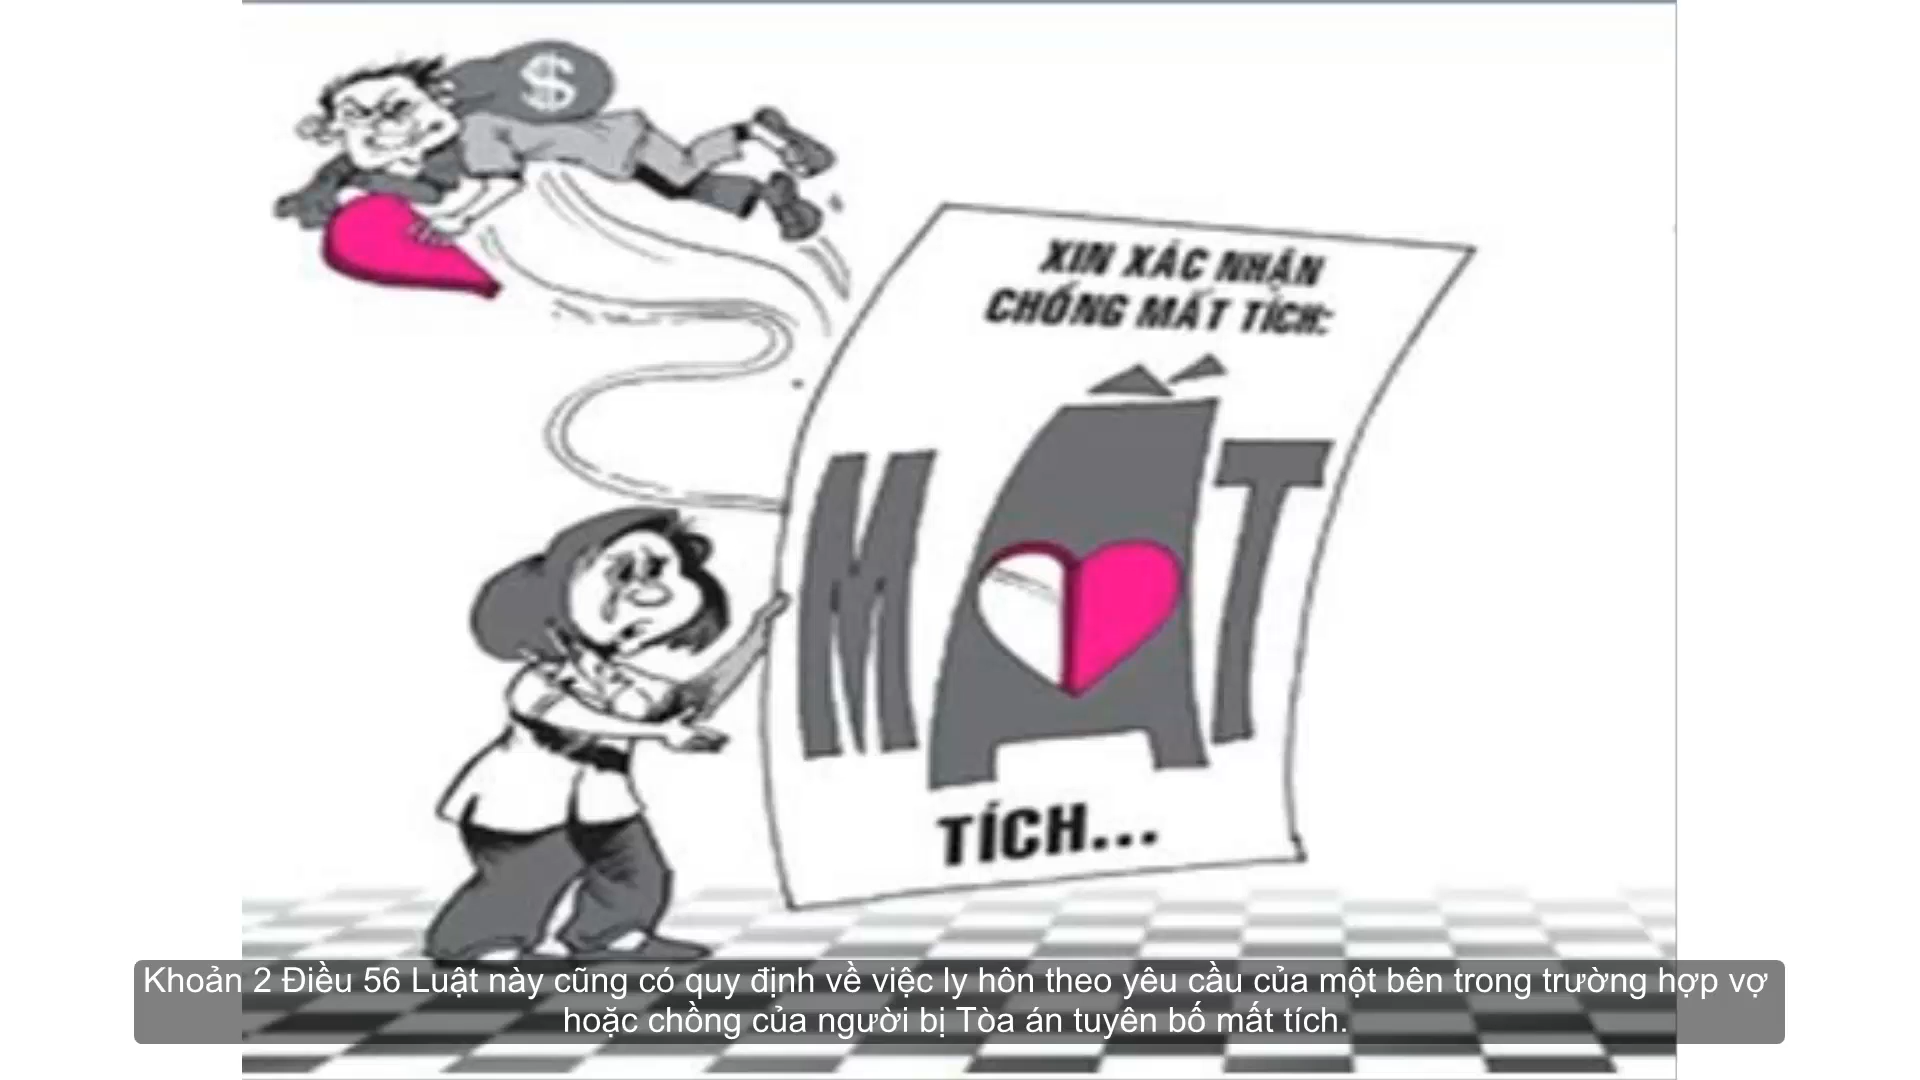 $
XIN XÁC NHẬN
CHỒNG MẤT TÍCH:
MẤT
TÍCH...
Khoản 2 Điều 56 Luật này cũng có quy định về việc ly hôn theo yêu cầu của một bên trong trường hợp vợ
hoặc chồng của người bị Tòa án tuyên bố mất tích.